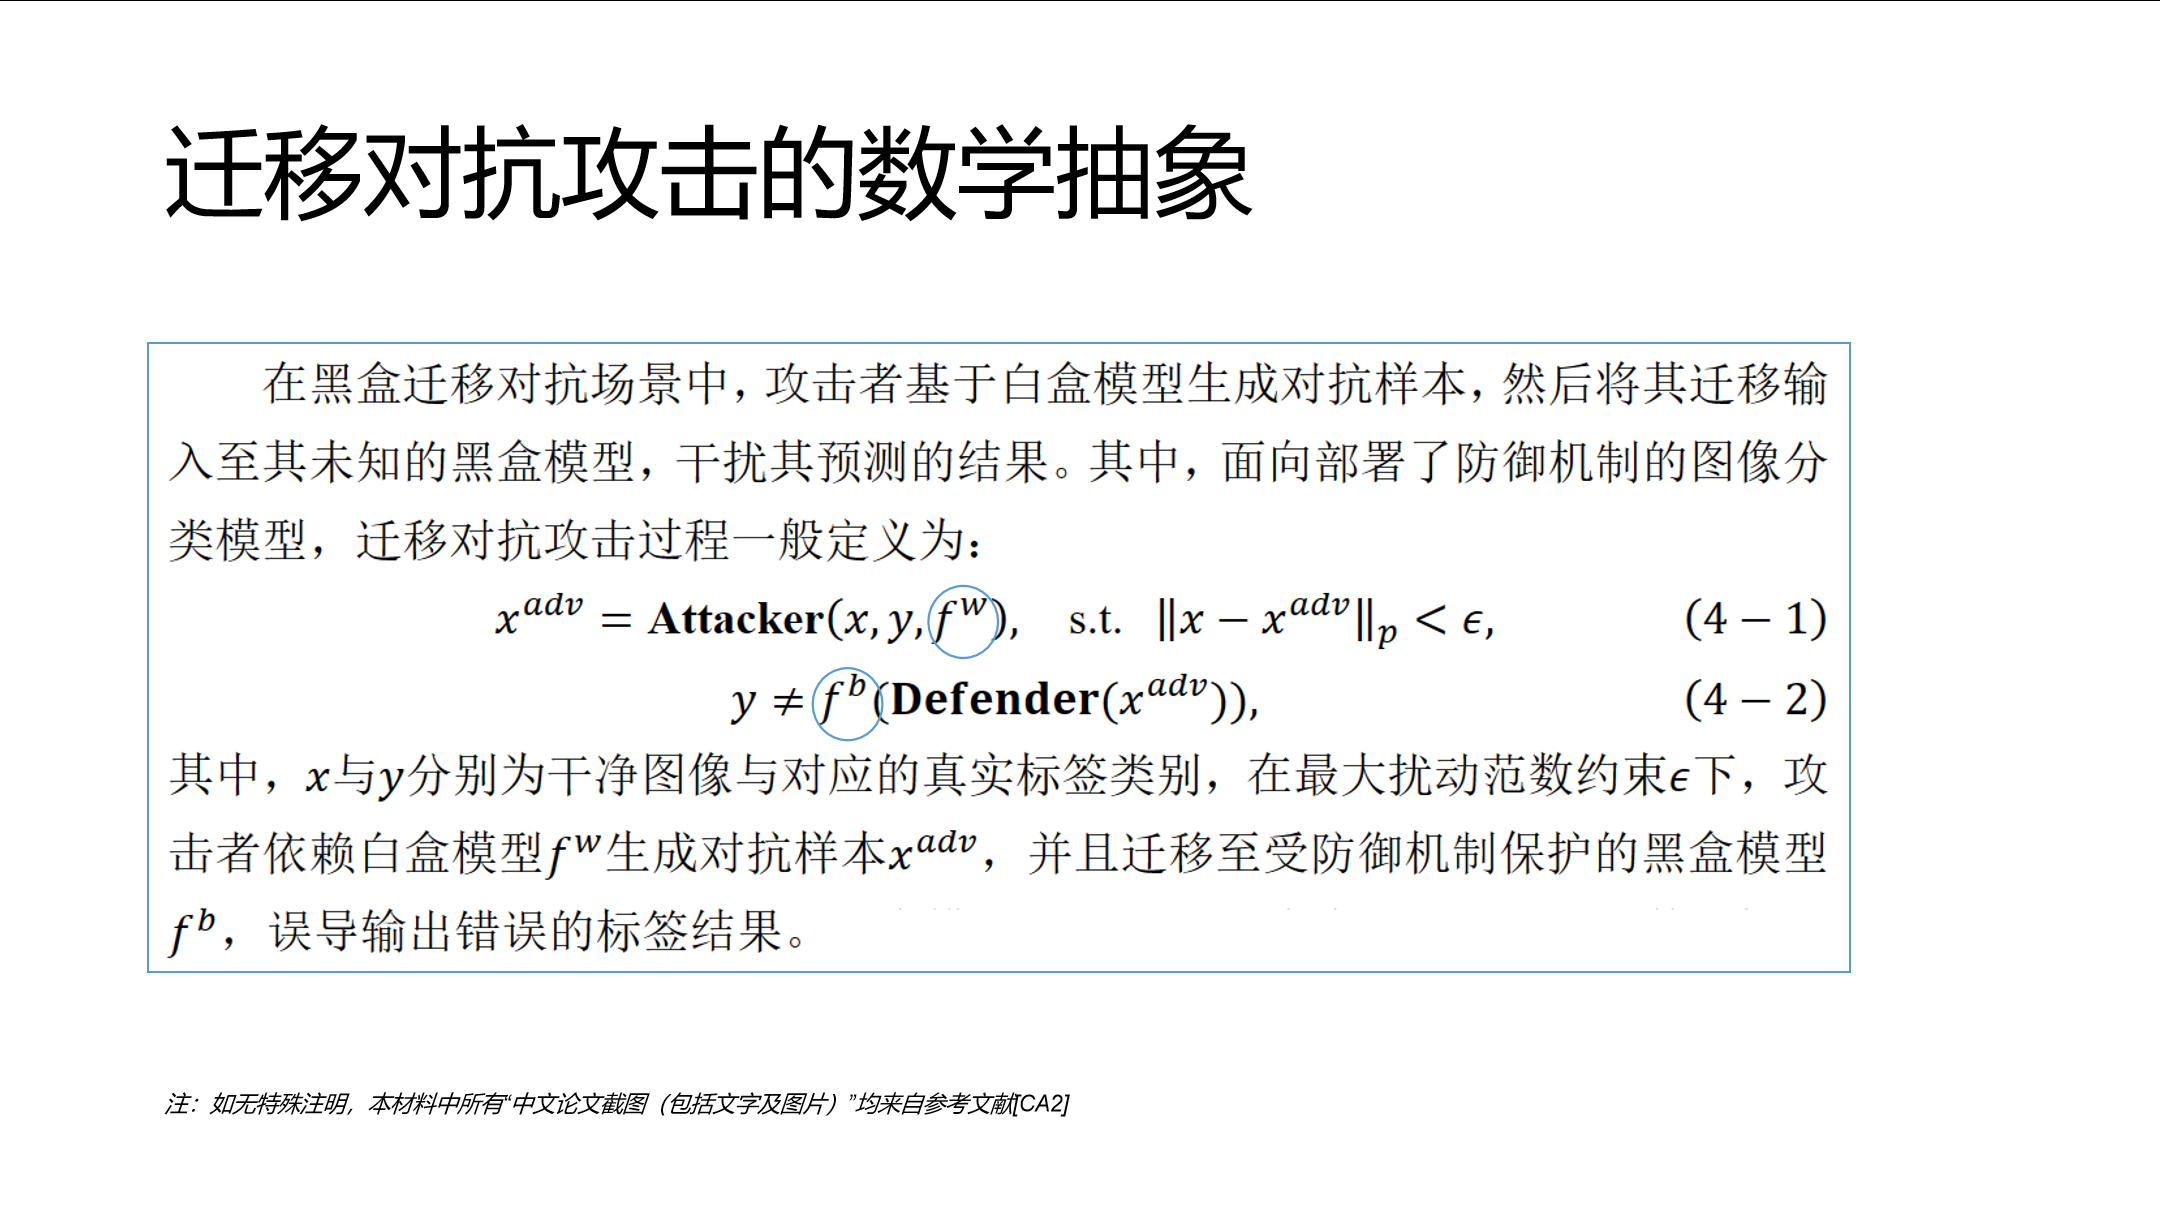 迁移对抗攻击的数学抽象
在黑盒迁移对抗场景中，攻击者基于白盒模型生成对抗样本，然后将其迁移输
入至其未知的黑盒模型，干扰其预测的结果。其中，面向部署了防御机制的图像分
类模型，迁移对抗攻击过程一般定义为：
x^{adv} = Attacker(x, y, f^w), s.t. ‖x − x^{adv}‖_p < ϵ, (4 − 1)
y ≠ f^b(Defender(x^{adv})), (4 − 2)
其中，x与y分别为干净图像与对应的真实标签类别，在最大扰动范数约束ϵ下，攻
击者依赖白盒模型f^w生成对抗样本x^{adv}，并且迁移至受防御机制保护的黑盒模型
f^b，误导输出错误的标签结果。
注：如无特殊注明，本材料中所有“中文论文截图（包括文字及图片）”均来自参考文献[CA2]